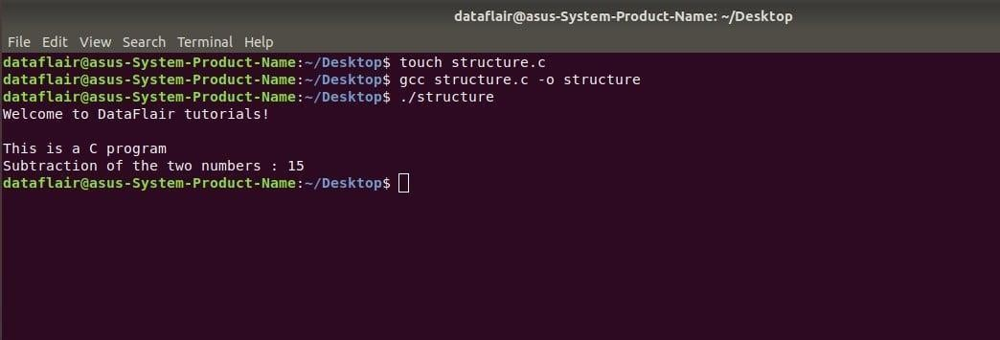 dataflair@asus-System-Product-Name: ~/Desktop
File Edit View Search Terminal Help
dataflair@asus-System-Product-Name:~/Desktop$ touch structure.c
dataflair@asus-System-Product-Name:~/Desktop$ gcc structure.c -o structure
dataflair@asus-System-Product-Name:~/Desktop$ ./structure
Welcome to DataFlair tutorials!
This is a C program
Subtraction of the two numbers : 15
dataflair@asus-System-Product-Name:~/Desktop$